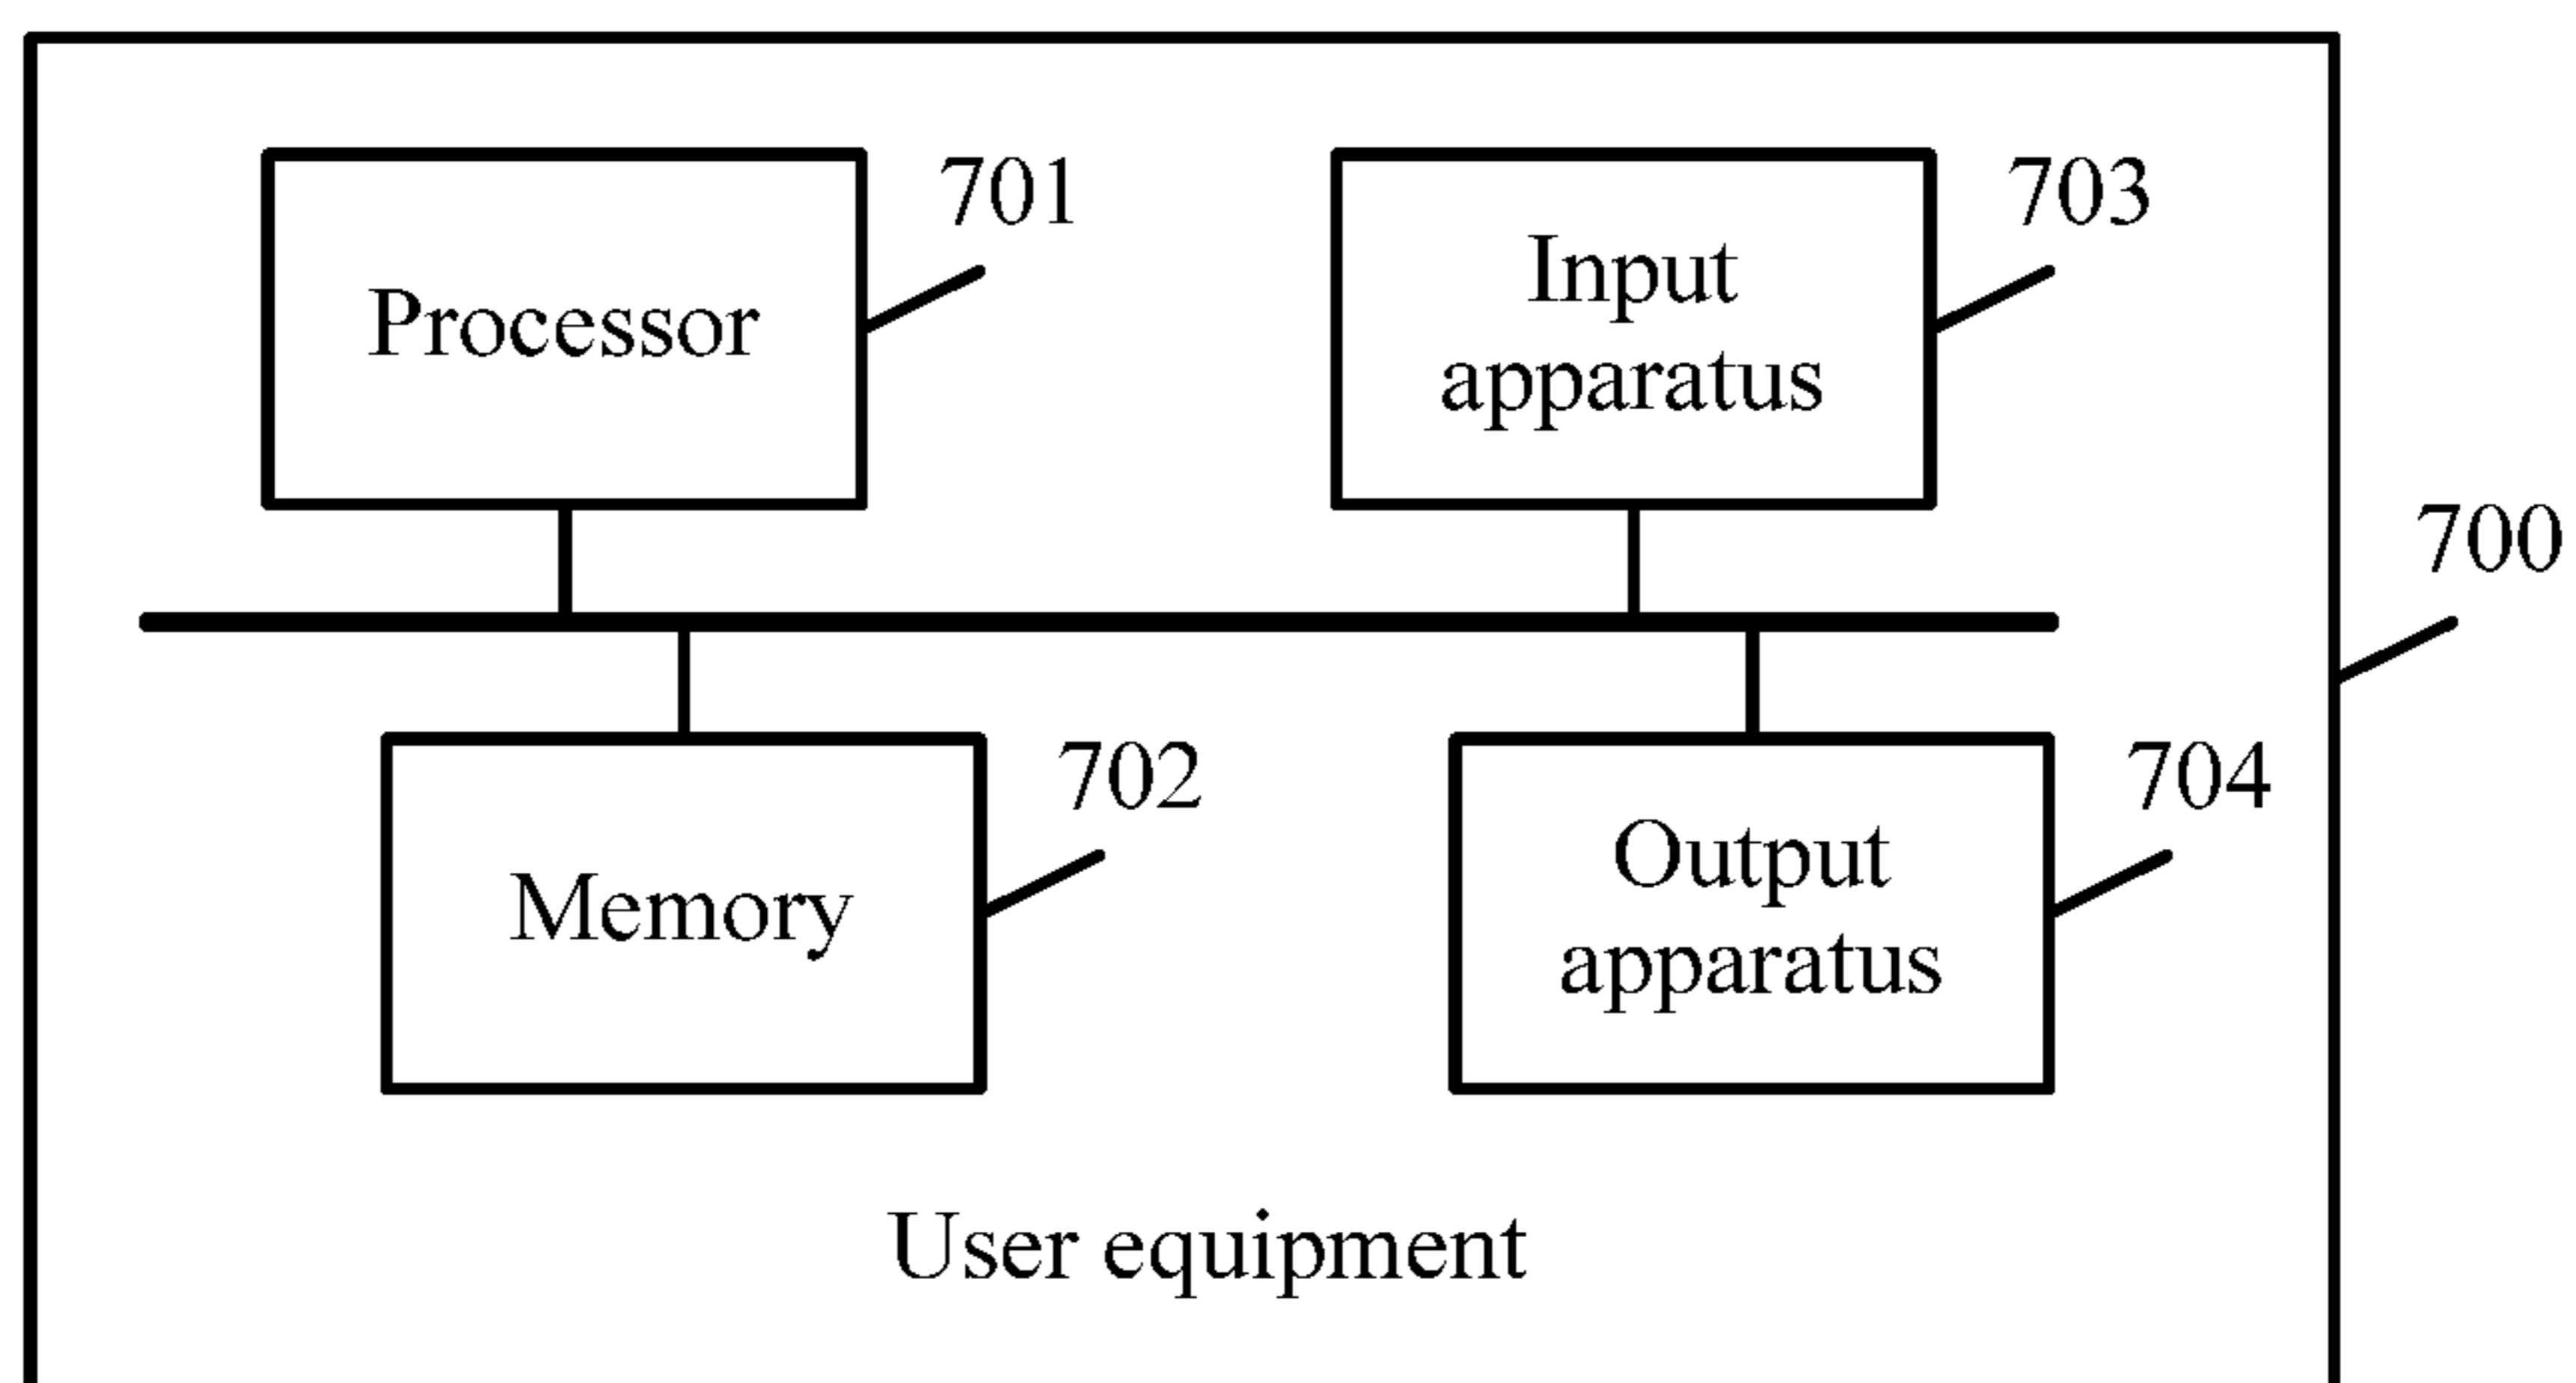 701
Processor
703
Input
apparatus
700
702
Memory
704
Output
apparatus
User equipment